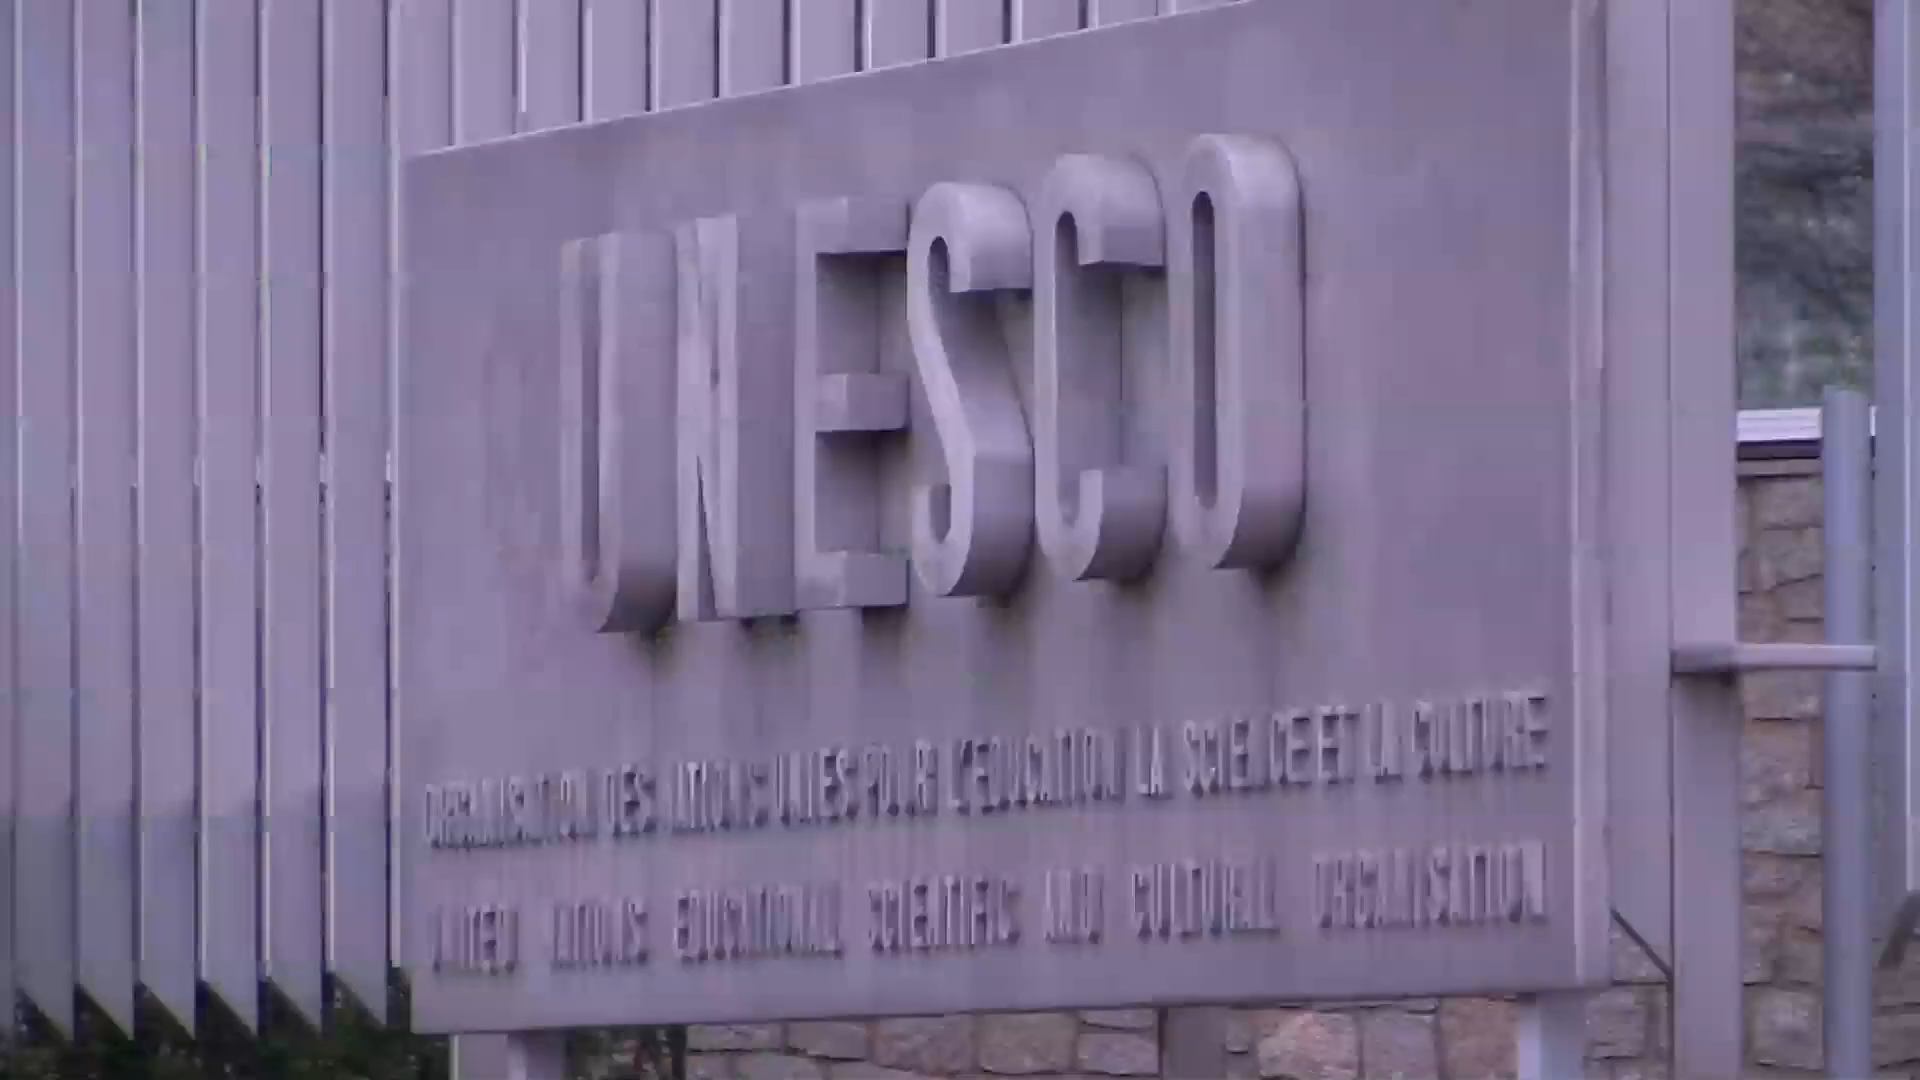 UNESCO
ORGANISATION DES NATIONS UNIES POUR L'EDUCATION LA SCIENCE ET LA CULTURE
UNITED NATIONS EDUCATIONAL SCIENTIFIC AND CULTURAL ORGANISATION